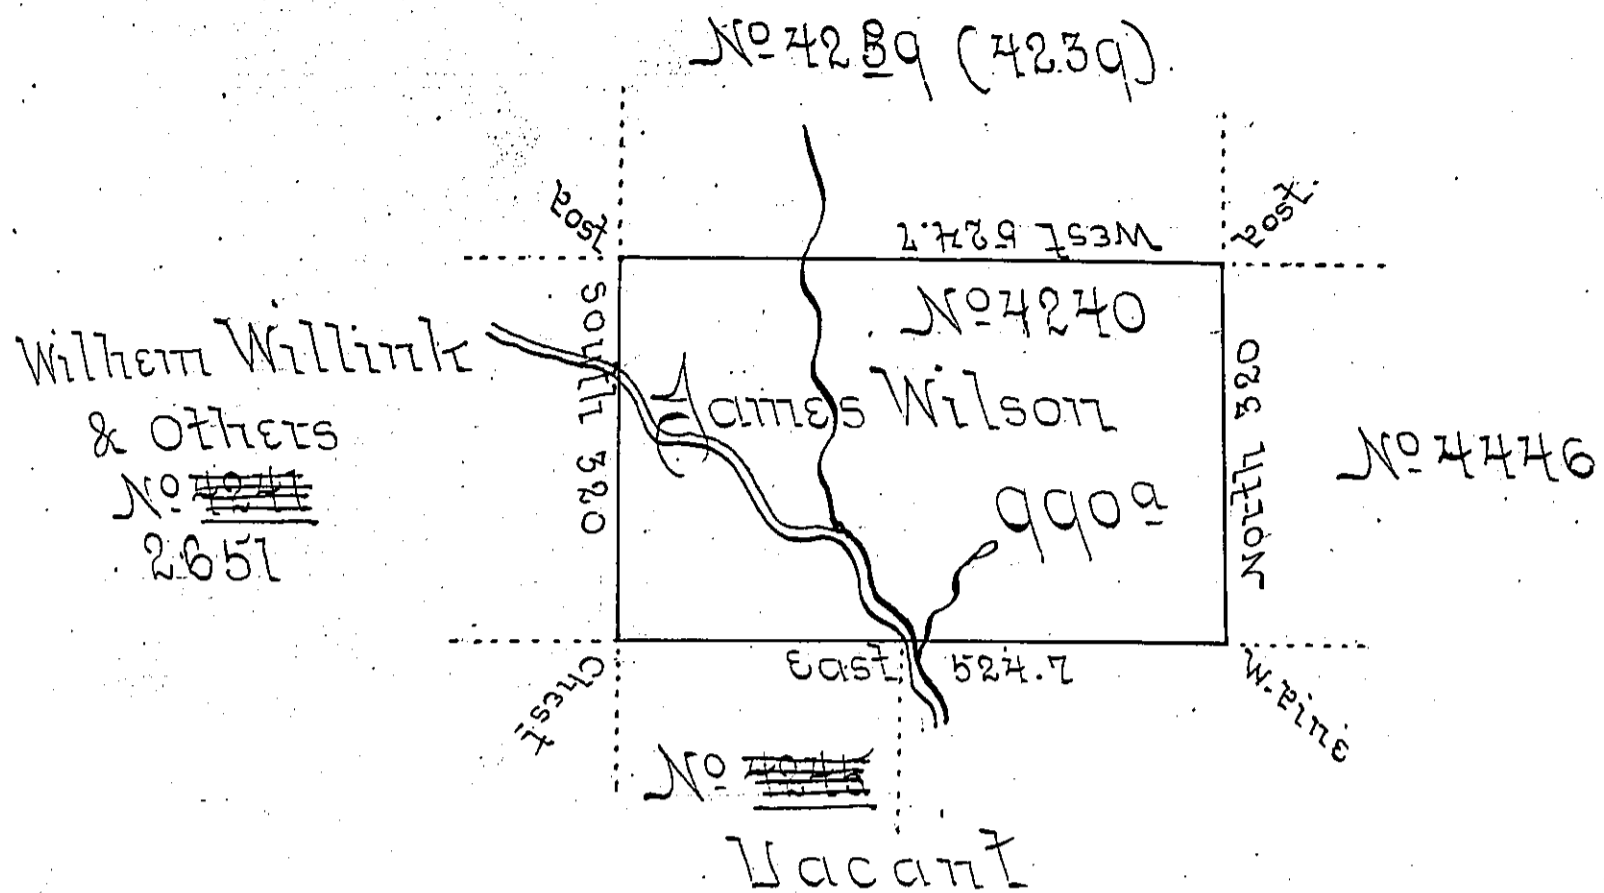 Nº 4239 (4239).
Post
Post.
West 524.7
Nº 4240
South 320
North 320
Wilhem Willink
& Others
Nº
2651
James Wilson
990a
Nº 4446
East 524.7
Chest.
W. Pine
Nº
Vacant